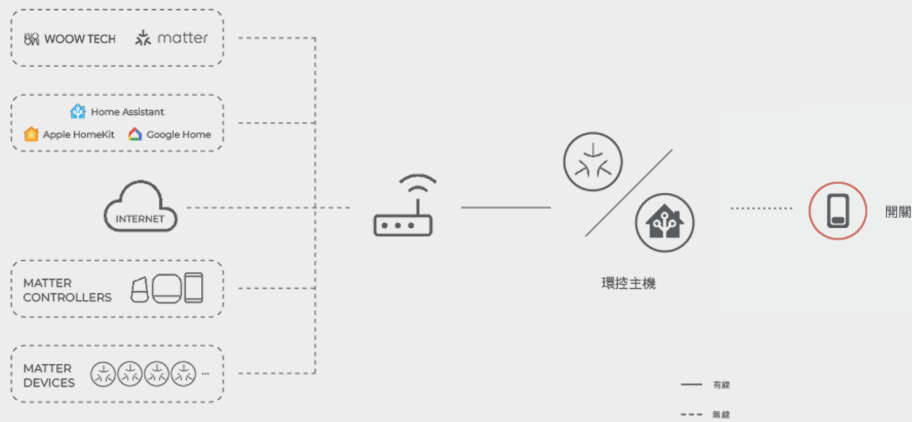 WOOW TECH matter
Home Assistant
Apple HomeKit Google Home
INTERNET
MATTER
CONTROLLERS
MATTER
DEVICES ...
環控主機
開關
有線
無線